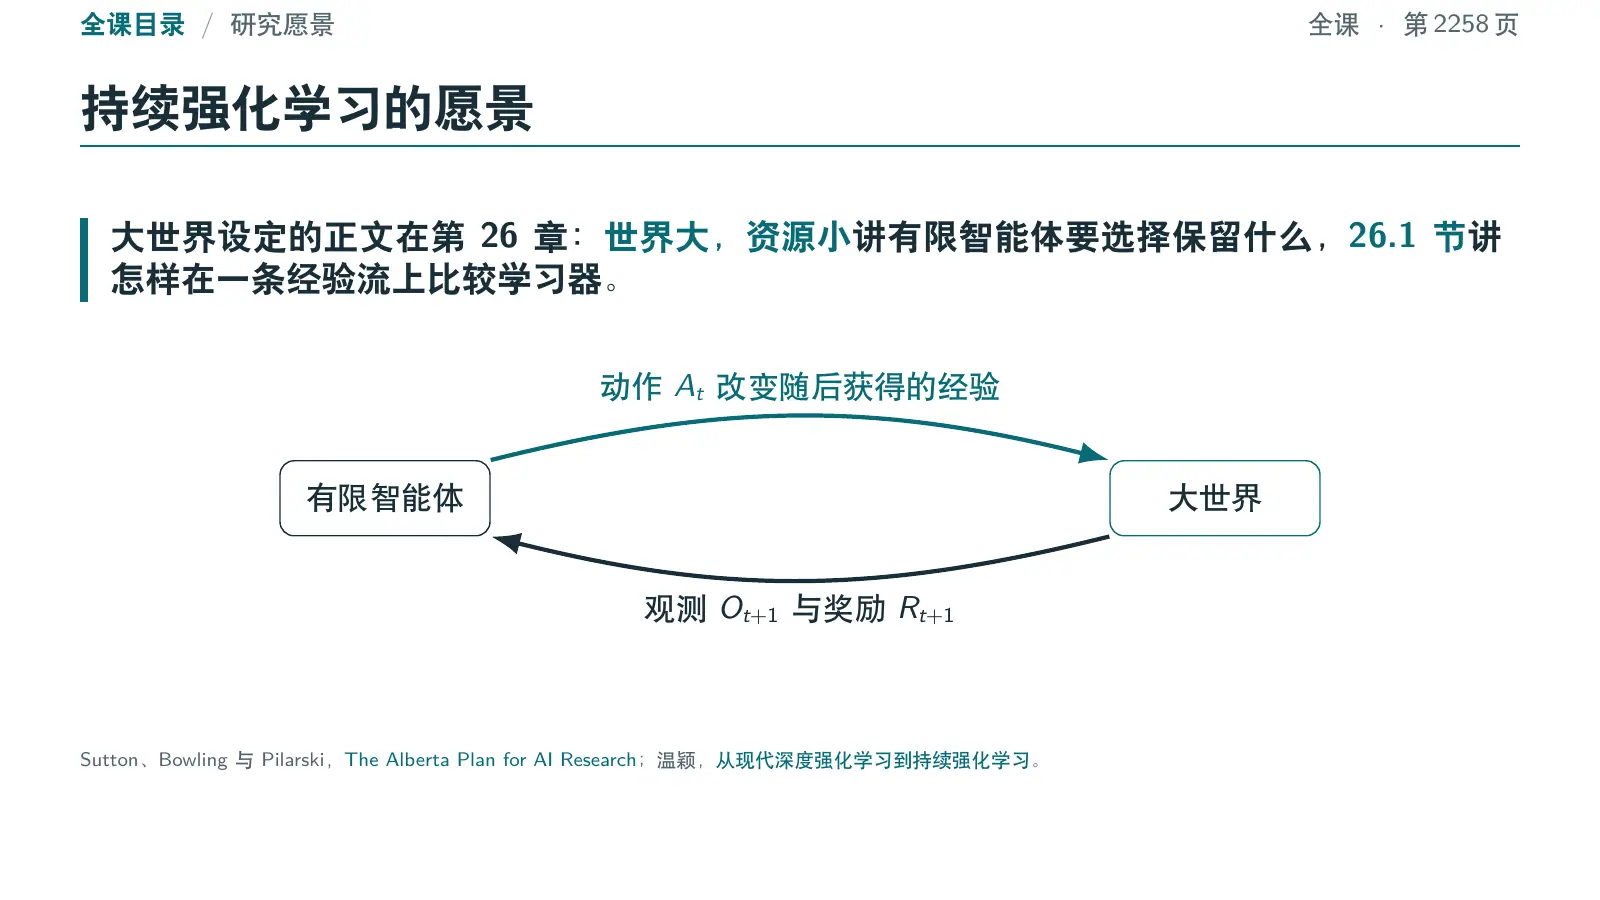 全课目录 / 研究愿景
全课 · 第 2258 页
持续强化学习的愿景
大世界设定的正文在第 26 章：世界大，资源小讲有限智能体要选择保留什么，26.1 节讲
怎样在一条经验流上比较学习器。
动作 A_t 改变随后获得的经验
有限智能体
大世界
观测 O_{t+1} 与奖励 R_{t+1}
Sutton、Bowling 与 Pilarski，The Alberta Plan for AI Research；温颖，从现代深度强化学习到持续强化学习。